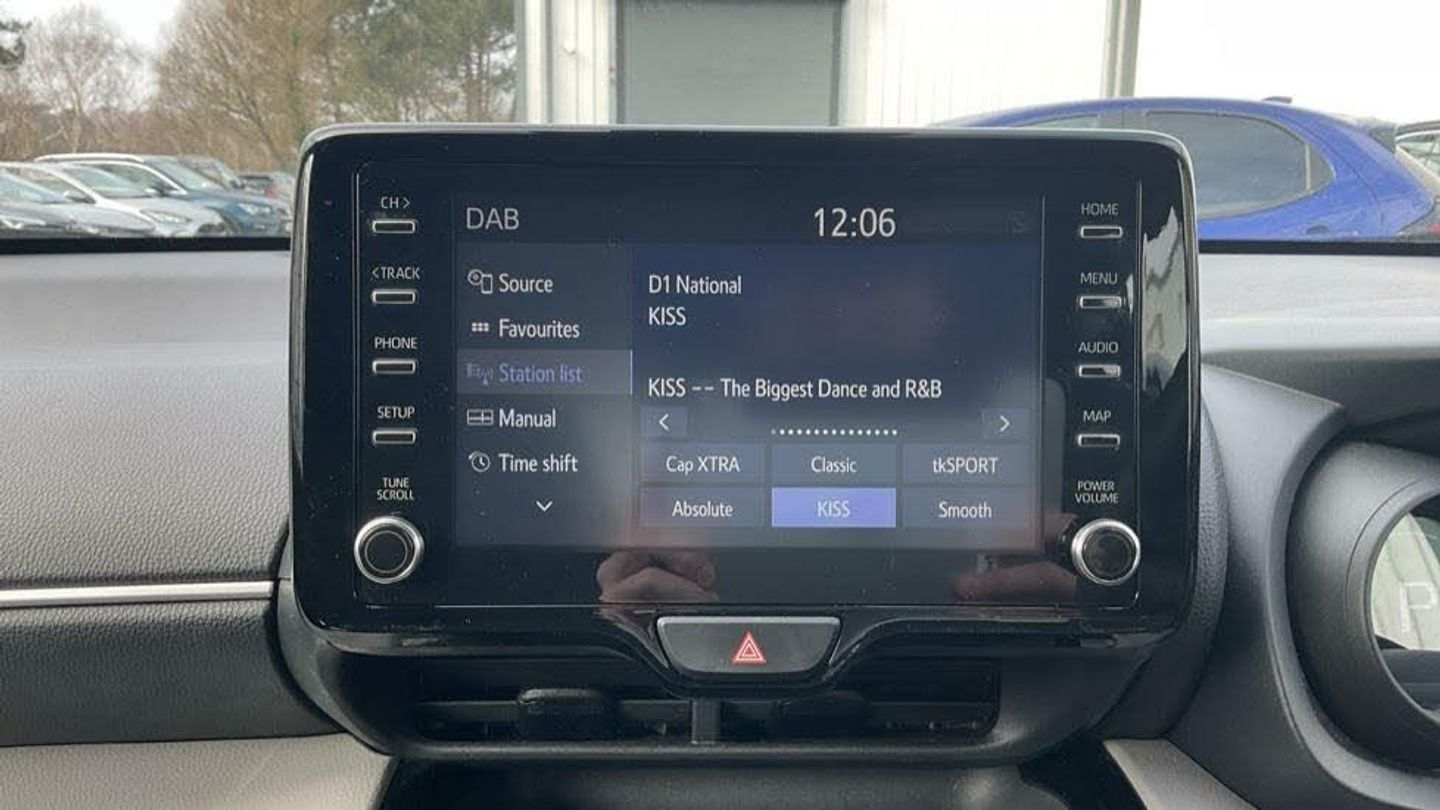 CH >
< TRACK
PHONE
SETUP
TUNE
SCROLL
DAB
12:06
Source
Favourites
Station list
Manual
Time shift
D1 National
KISS
KISS -- The Biggest Dance and R&B
< >
Cap XTRA Classic tkSPORT
Absolute KISS Smooth
HOME
MENU
AUDIO
MAP
POWER
VOLUME
P